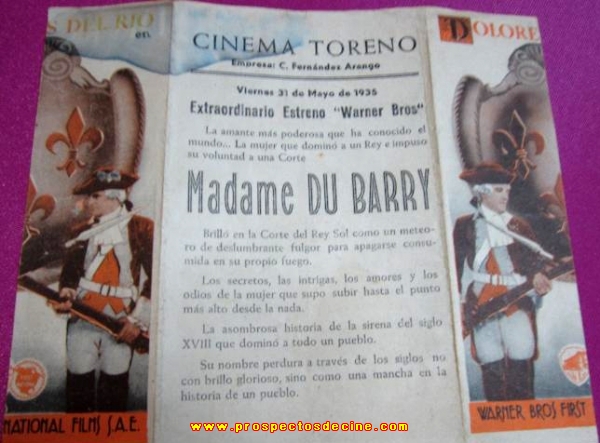 S DEL RIO
en
CINEMA TORENO
Empresa: C. Fernández Arango
Viernes 31 de Mayo de 1935
Extraordinario Estreno "Warner Bros"
La amante más poderosa que ha conocido el
mundo... La mujer que dominó a un Rey e impuso
su voluntad a una Corte
Madame DU BARRY
Brilló en la Corte del Rey Sol como un meteo-
ro de deslumbrante fulgor para apagarse consu-
mida en su propio fuego.
Los secretos, las intrigas, los amores y los
odios de la mujer que supo subir hasta el punto
más alto desde la nada.
La asombrosa historia de la sirena del siglo
XVIII que dominó a todo un pueblo.
Su nombre perdura a través de los siglos no
con brillo glorioso, sino como una mancha en la
historia de un pueblo.
NATIONAL FILMS S.A.E.
DOLORE
WARNER BROS FIRST
www.prospectosdecine.com